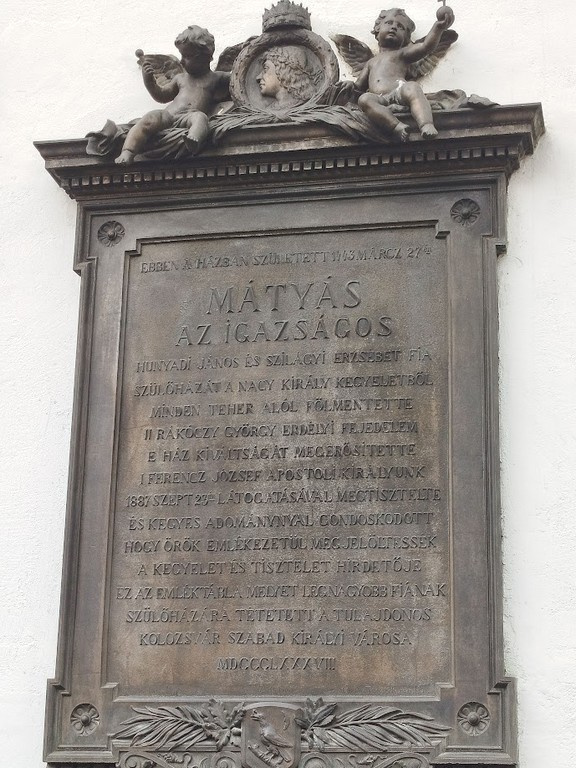 EBBEN A HÁZBAN SZÜLETETT 1443 MÁRCZ 27ÉN
MÁTYÁS
AZ IGAZSÁGOS
HUNYADI JÁNOS ÉS SZILÁGYI ERZSÉBET FIA
SZÜLŐHÁZÁT A NAGY KIRÁLY KEGYELETBŐL
MINDEN TEHER ALÓL FÖLMENTETTE
II RÁKÓCZY GYÖRGY ERDÉLYI FEJEDELEM
E HÁZ KIVÁLTSÁGÁT MEGERŐSÍTETTE
I FERENCZ JÓZSEF APOSTOLI KIRÁLYUNK
1887 SZEPT 23ÁN LÁTOGATÁSÁVAL MEGTISZTELTE
ÉS KEGYES ADOMÁNYNYAL GONDOSKODOTT
HOGY ÖRÖK EMLÉKEZETÜL MEGJELÖLTESSÉK
A KEGYELET ÉS TISZTELET HIRDETŐJE
EZ AZ EMLÉKTÁBLA MELYET LEGNAGYOBB FIÁNAK
SZÜLŐHÁZÁRA TÉTETETT A TULAJDONOS
KOLOZSVÁR SZABAD KIRÁLYI VÁROSA
MDCCCLXXXVIII